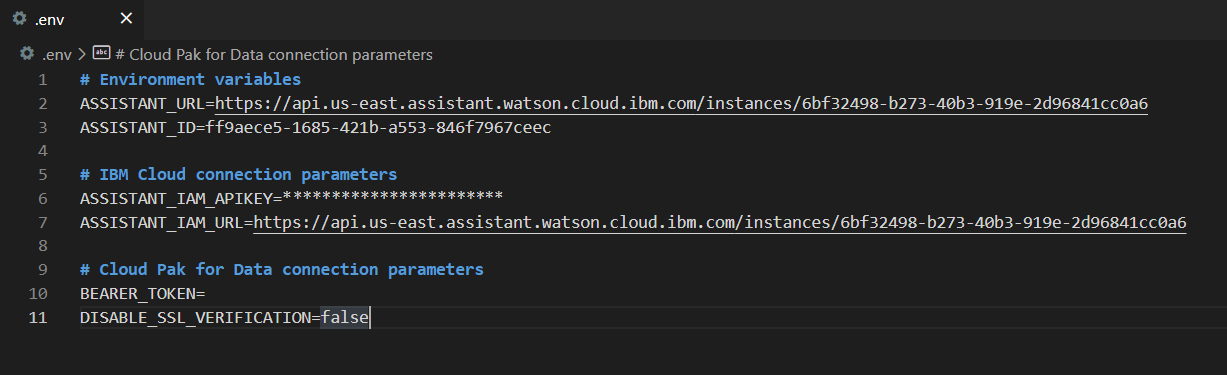 .env
.env > # Cloud Pak for Data connection parameters
1 # Environment variables
2 ASSISTANT_URL=https://api.us-east.assistant.watson.cloud.ibm.com/instances/6bf32498-b273-40b3-919e-2d96841cc0a6
3 ASSISTANT_ID=ff9aece5-1685-421b-a553-846f7967ceec
4
5 # IBM Cloud connection parameters
6 ASSISTANT_IAM_APIKEY=***********************
7 ASSISTANT_IAM_URL=https://api.us-east.assistant.watson.cloud.ibm.com/instances/6bf32498-b273-40b3-919e-2d96841cc0a6
8
9 # Cloud Pak for Data connection parameters
10 BEARER_TOKEN=
11 DISABLE_SSL_VERIFICATION=false